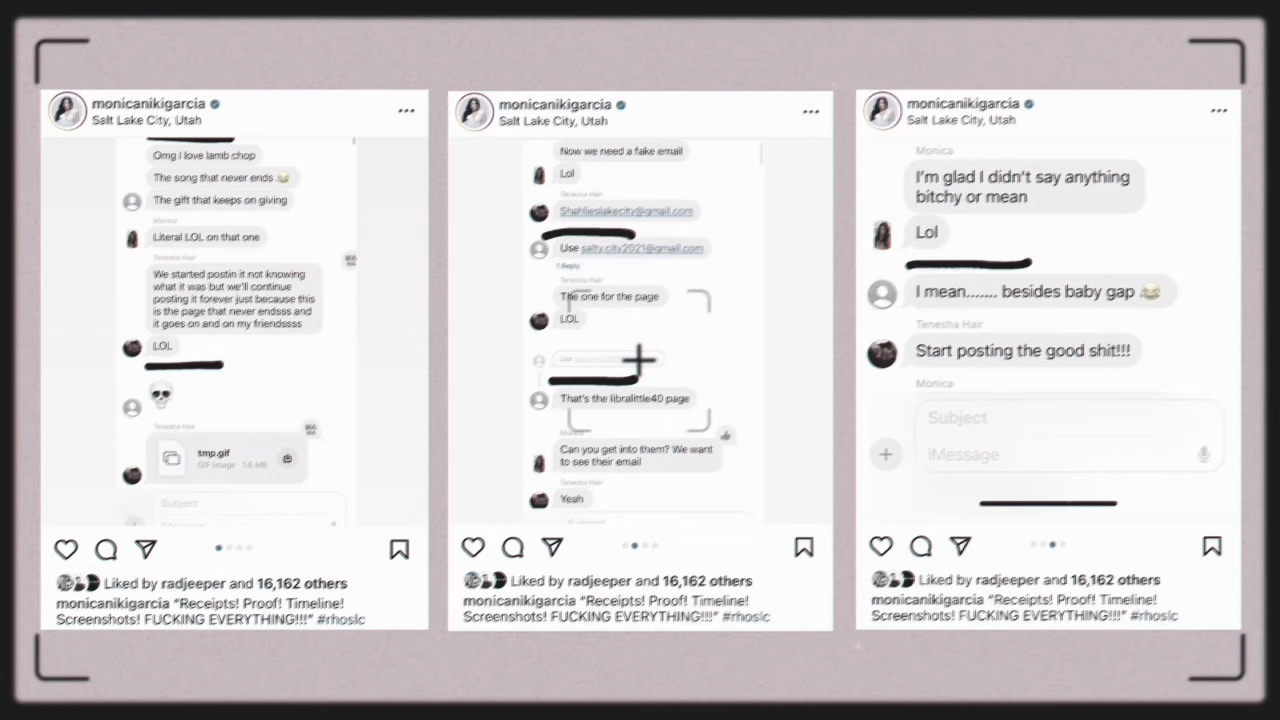 monicanikigarcia
Salt Lake City, Utah
Omg I love lamb chop
The song that never ends 😂
The gift that keeps on giving
Monica
Literal LOL on that one
Tenesha Hair
We started postin it not knowing
what it was but we'll continue
posting it forever just because this
is the page that never endsss and
it goes on and on my friendssss
LOL
💀
Tenesha Hair
tmp.gif
GIF Image · 1.6 MB
Subject
Liked by radjeeper and 16,162 others
monicanikigarcia "Receipts! Proof! Timeline!
Screenshots! FUCKING EVERYTHING!!!" #rhoslc
monicanikigarcia
Salt Lake City, Utah
Now we need a fake email
Lol
Tenesha Hair
Shahlieslakecity@gmail.com
Use salty.city2021@gmail.com
1 Reply
Tenesha Hair
The one for the page
LOL
That's the libralittle40 page
Monica
Can you get into them? We want
to see their email
Tenesha Hair
Yeah
Subject
Liked by radjeeper and 16,162 others
monicanikigarcia "Receipts! Proof! Timeline!
Screenshots! FUCKING EVERYTHING!!!" #rhoslc
monicanikigarcia
Salt Lake City, Utah
Monica
I'm glad I didn't say anything
bitchy or mean
Lol
I mean....... besides baby gap 😂
Tenesha Hair
Start posting the good shit!!!
Monica
Subject
iMessage
Liked by radjeeper and 16,162 others
monicanikigarcia "Receipts! Proof! Timeline!
Screenshots! FUCKING EVERYTHING!!!" #rhoslc